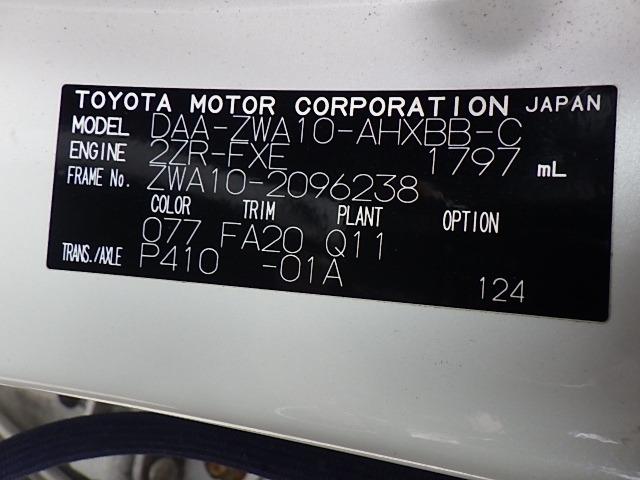 TOYOTA MOTOR CORPORATION JAPAN
MODEL DAA-ZWA10-AHXBB-C
ENGINE 2ZR-FXE 1797 mL
FRAME No. ZWA10-2096238
COLOR TRIM PLANT OPTION
077 FA20 Q11
TRANS./AXLE P410 -01A
124